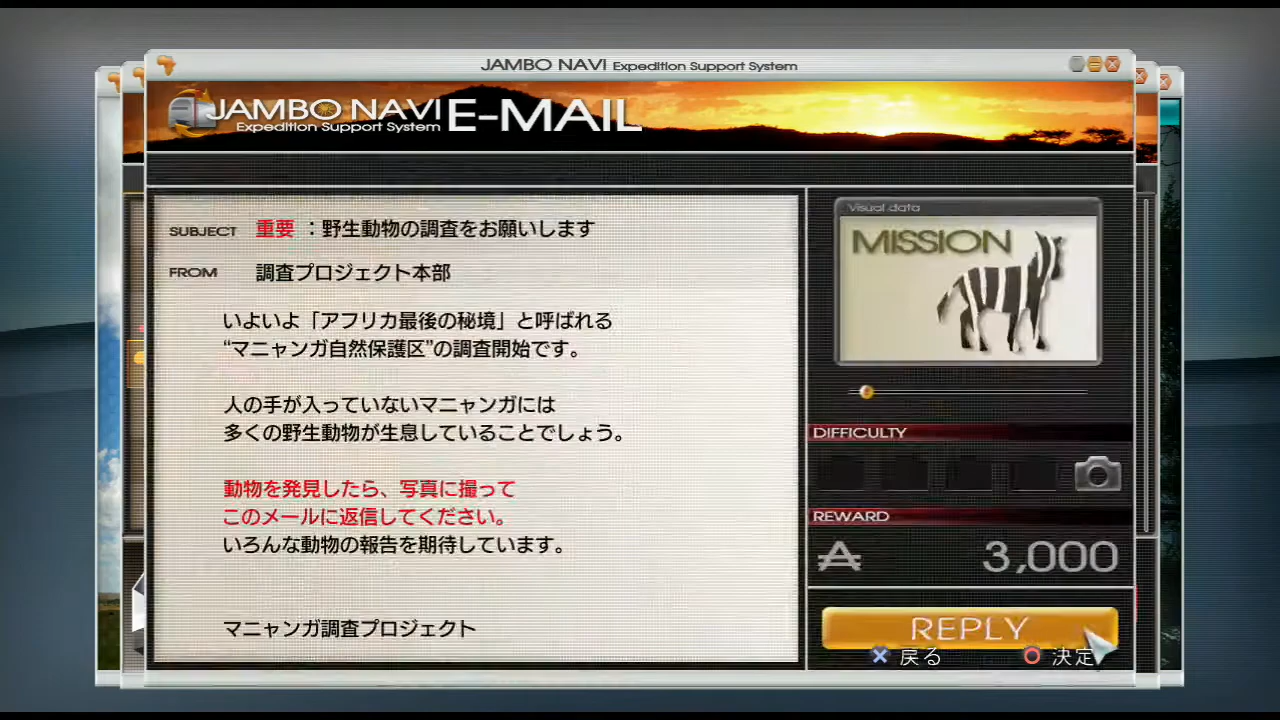 JAMBO NAVI Expedition Support System
JAMBO NAVI E-MAIL
Expedition Support System
SUBJECT 重要 ：野生動物の調査をお願いします
FROM 調査プロジェクト本部
いよいよ「アフリカ最後の秘境」と呼ばれる
“マニャンガ自然保護区”の調査開始です。
人の手が入っていないマニャンガには
多くの野生動物が生息していることでしょう。
動物を発見したら、写真に撮って
このメールに返信してください。
いろんな動物の報告を期待しています。
マニャンガ調査プロジェクト
Visual data
MISSION
DIFFICULTY
REWARD
3,000
REPLY
戻る 決定